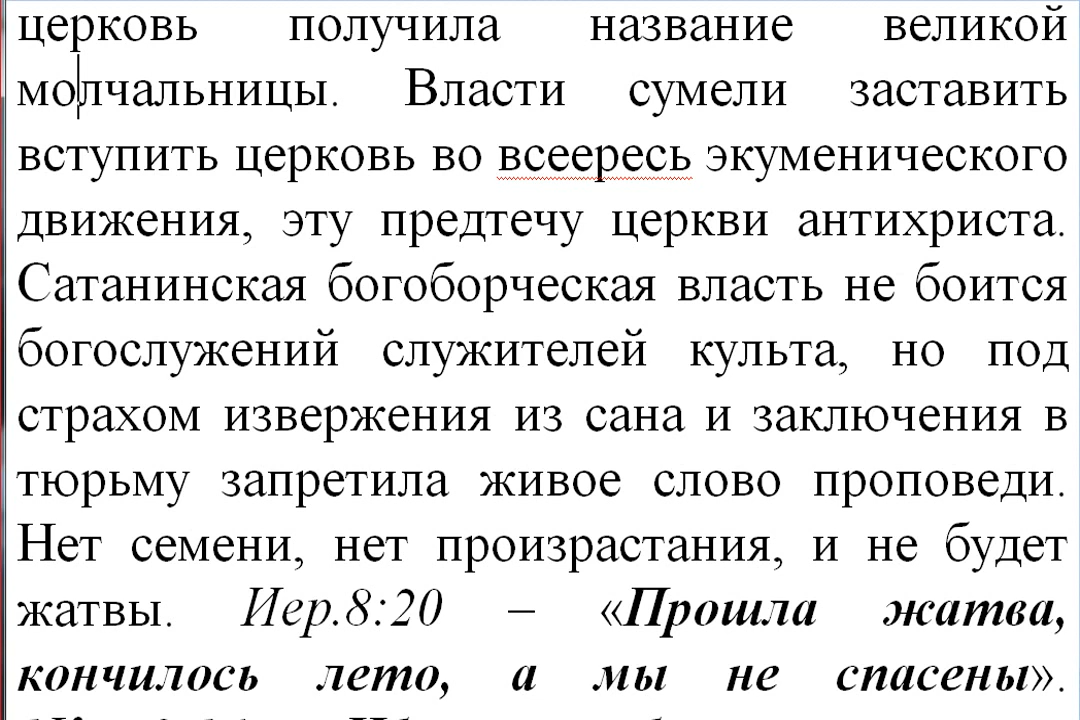 церковь получила название великой
молчальницы. Власти сумели заставить
вступить церковь во всеересь экуменического
движения, эту предтечу церкви антихриста.
Сатанинская богоборческая власть не боится
богослужений служителей культа, но под
страхом извержения из сана и заключения в
тюрьму запретила живое слово проповеди.
Нет семени, нет произрастания, и не будет
жатвы. Иер.8:20 – «Прошла жатва,
кончилось лето, а мы не спасены».